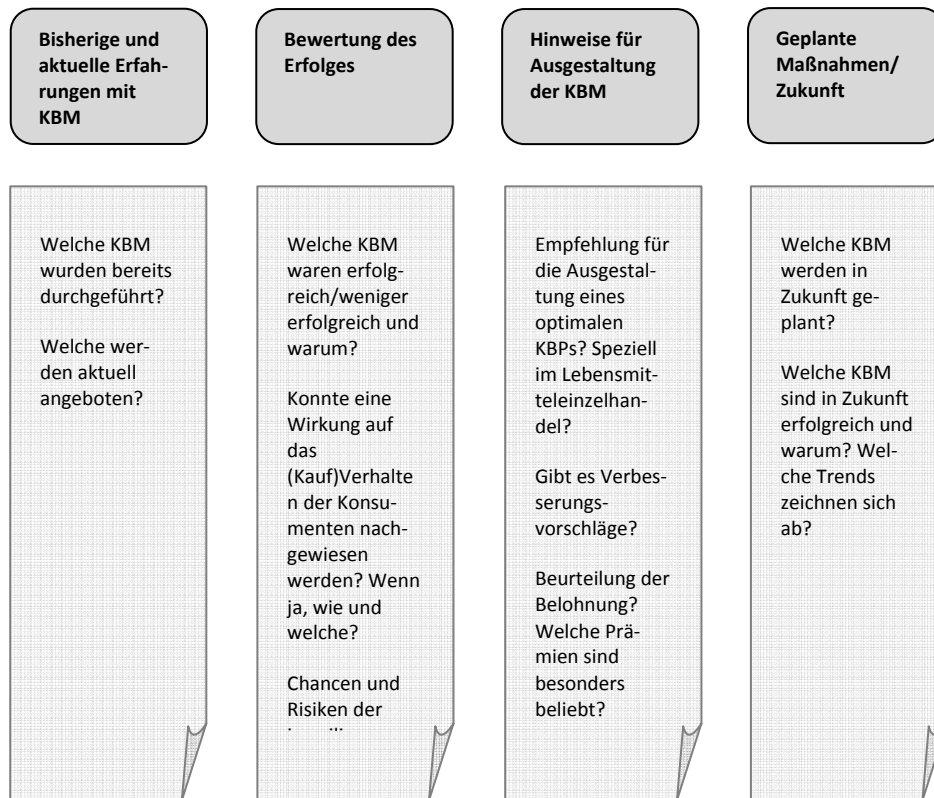 Bisherige und
aktuelle Erfah-
rungen mit
KBM
Bewertung des
Erfolges
Hinweise für
Ausgestaltung
der KBM
Geplante
Maßnahmen/
Zukunft
Welche KBM
wurden bereits
durchgeführt?
Welche wer-
den aktuell
angeboten?
Welche KBM
waren erfolg-
reich/weniger
erfolgreich und
warum?
Konnte eine
Wirkung auf
das
(Kauf)Verhalte
n der Konsu-
menten nach-
gewiesen
werden? Wenn
ja, wie und
welche?
Chancen und
Risiken der
Empfehlung für
die Ausgestal-
tung eines
optimalen
KBPs? Speziell
im Lebensmit-
teleinzelhan-
del?
Gibt es Verbes-
serungs-
vorschläge?
Beurteilung der
Belohnung?
Welche Prä-
mien sind
besonders
beliebt?
Welche KBM
werden in
Zukunft ge-
plant?
Welche KBM
sind in Zukunft
erfolgreich und
warum? Wel-
che Trends
zeichnen sich
ab?